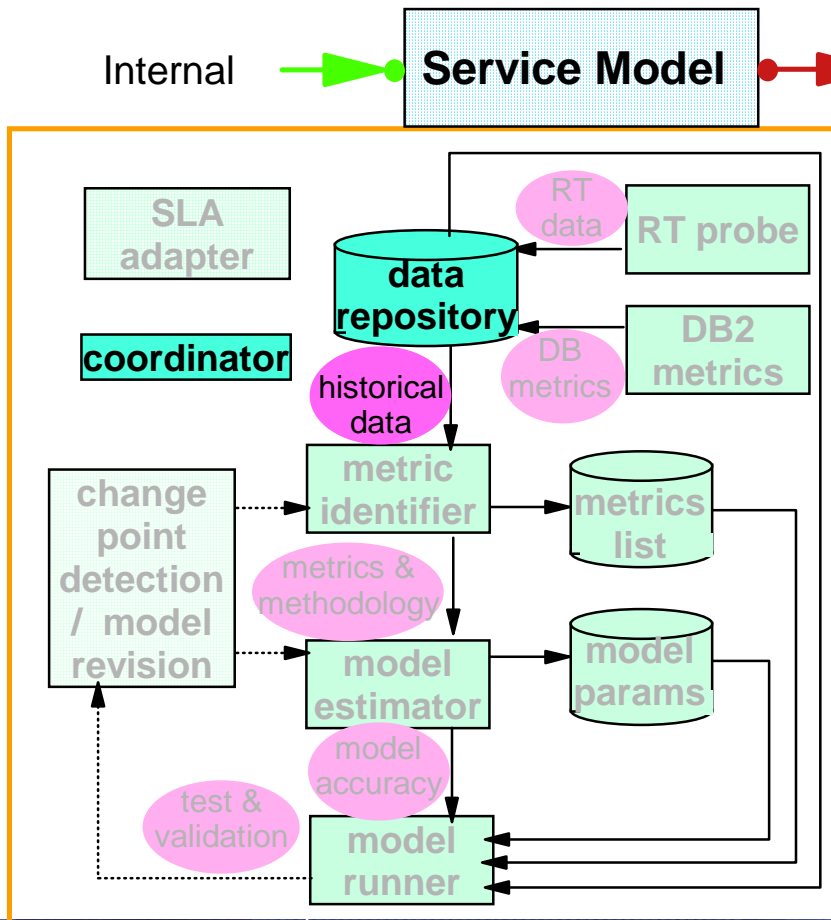 Internal
Service Model
SLA
adapter
RT
data
RT probe
data
repository
coordinator
DB
metrics
DB2
metrics
historical
data
metric
identifier
metrics
list
change
point
detection
/ model
revision
metrics &
methodology
model
estimator
model
params
model
accuracy
test &
validation
model
runner